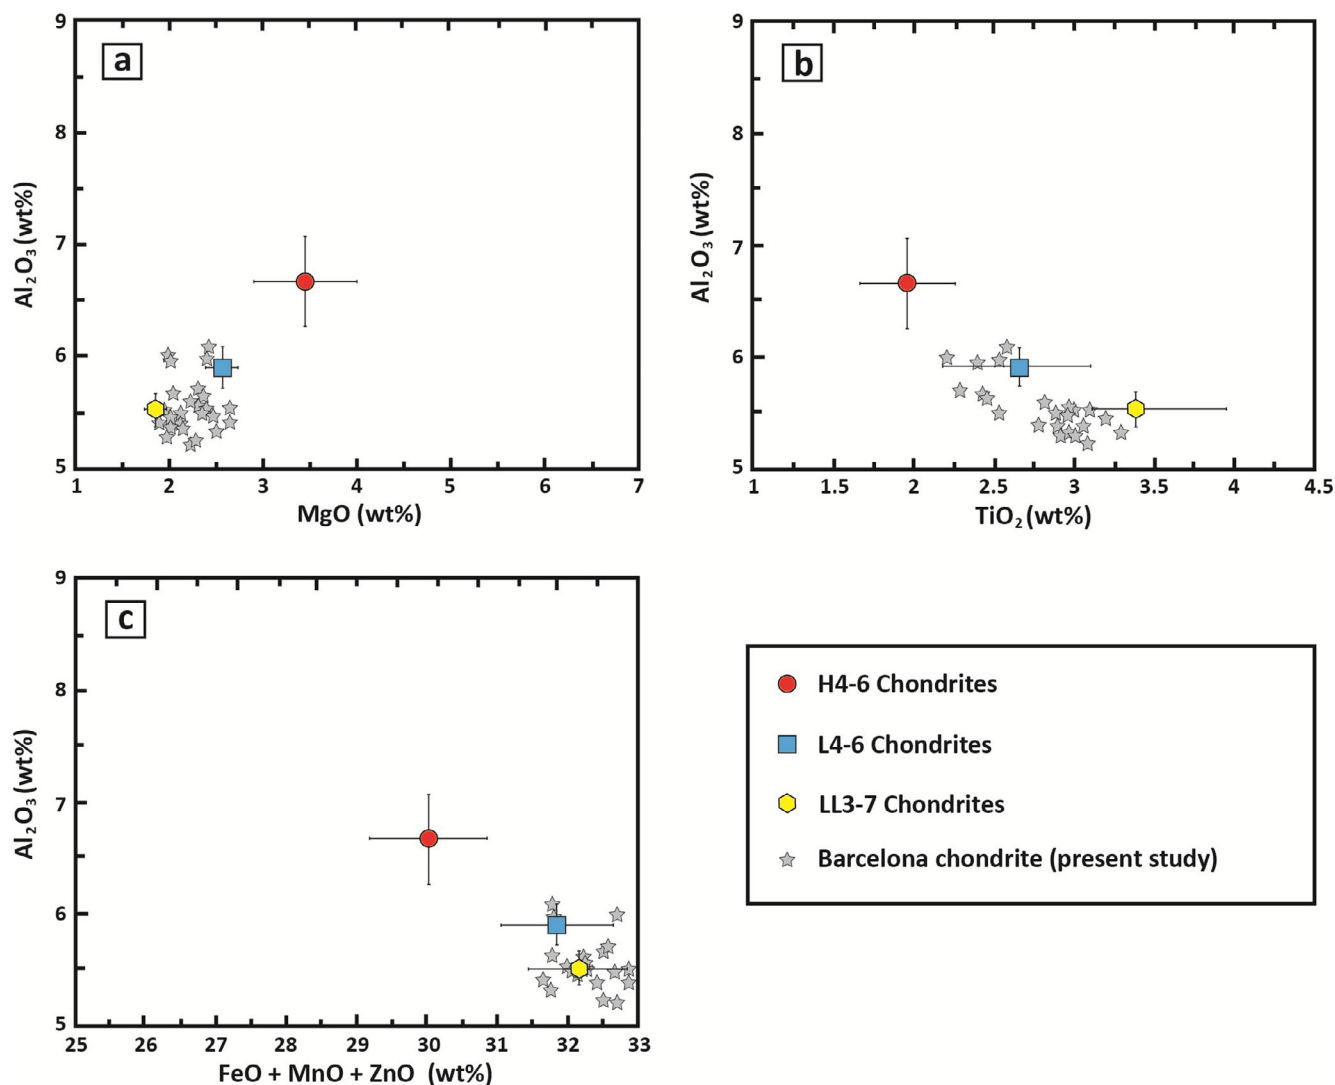 a
9
8
7
6
5
Al₂O₃ (wt%)
1 2 3 4 5 6 7
MgO (wt%)
b
9
8
7
6
5
Al₂O₃ (wt%)
1 1.5 2 2.5 3 3.5 4 4.5
TiO₂ (wt%)
c
9
8
7
6
5
Al₂O₃ (wt%)
25 26 27 28 29 30 31 32 33
FeO + MnO + ZnO (wt%)
H4-6 Chondrites
L4-6 Chondrites
LL3-7 Chondrites
Barcelona chondrite (present study)